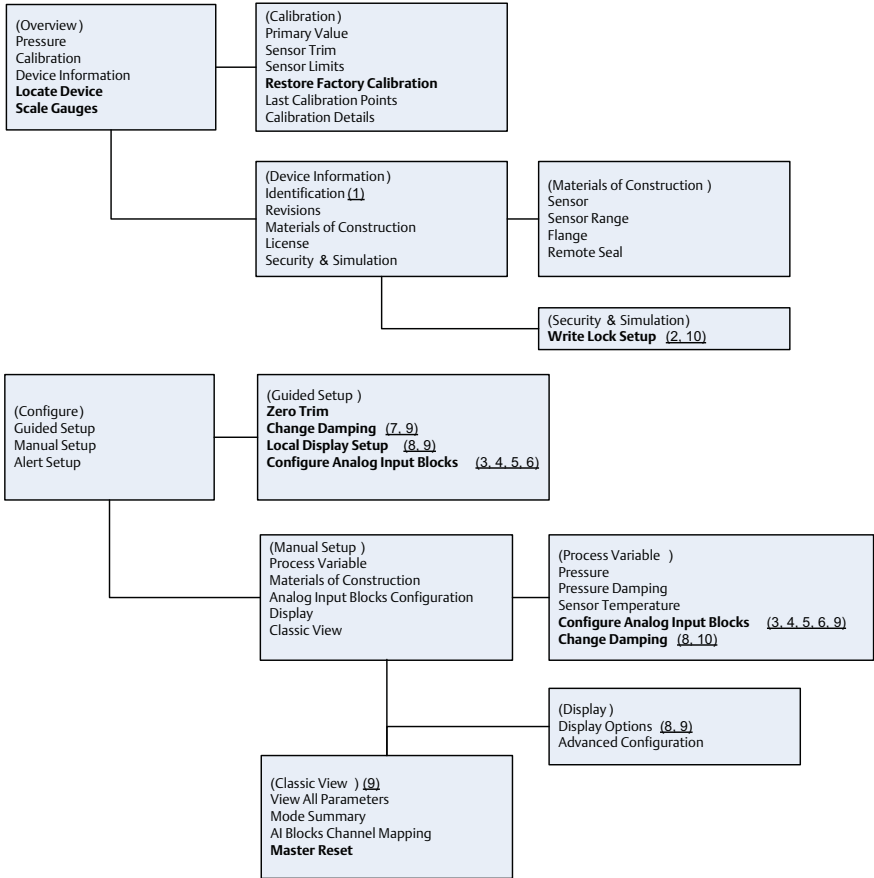 (Overview)
Pressure
Calibration
Device Information
Locate Device
Scale Gauges
(Calibration)
Primary Value
Sensor Trim
Sensor Limits
Restore Factory Calibration
Last Calibration Points
Calibration Details
(Device Information)
Identification (1)
Revisions
Materials of Construction
License
Security & Simulation
(Materials of Construction )
Sensor
Sensor Range
Flange
Remote Seal
(Security & Simulation)
Write Lock Setup (2, 10)
(Configure)
Guided Setup
Manual Setup
Alert Setup
(Guided Setup )
Zero Trim
Change Damping (7, 9)
Local Display Setup (8, 9)
Configure Analog Input Blocks (3, 4, 5, 6)
(Manual Setup )
Process Variable
Materials of Construction
Analog Input Blocks Configuration
Display
Classic View
(Process Variable )
Pressure
Pressure Damping
Sensor Temperature
Configure Analog Input Blocks (3, 4, 5, 6, 9)
Change Damping (8, 10)
(Display )
Display Options (8, 9)
Advanced Configuration
(Classic View ) (9)
View All Parameters
Mode Summary
AI Blocks Channel Mapping
Master Reset